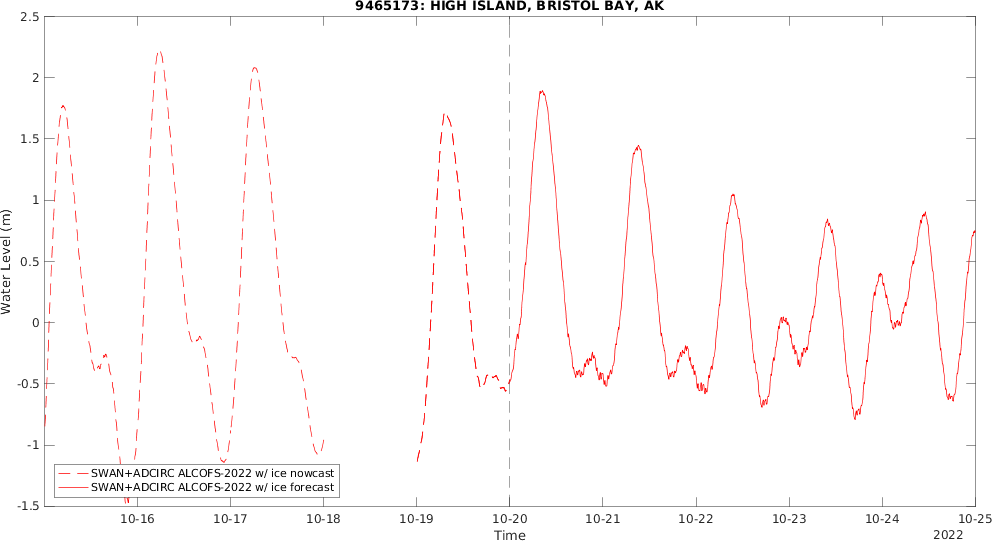 9465173: HIGH ISLAND, BRISTOL BAY, AK
2.5
2
1.5
1
0.5
0
-0.5
-1
-1.5
Water Level (m)
SWAN+ADCIRC ALCOFS-2022 w/ ice nowcast
SWAN+ADCIRC ALCOFS-2022 w/ ice forecast
10-16 10-17 10-18 10-19 10-20 10-21 10-22 10-23 10-24 10-25
Time
2022